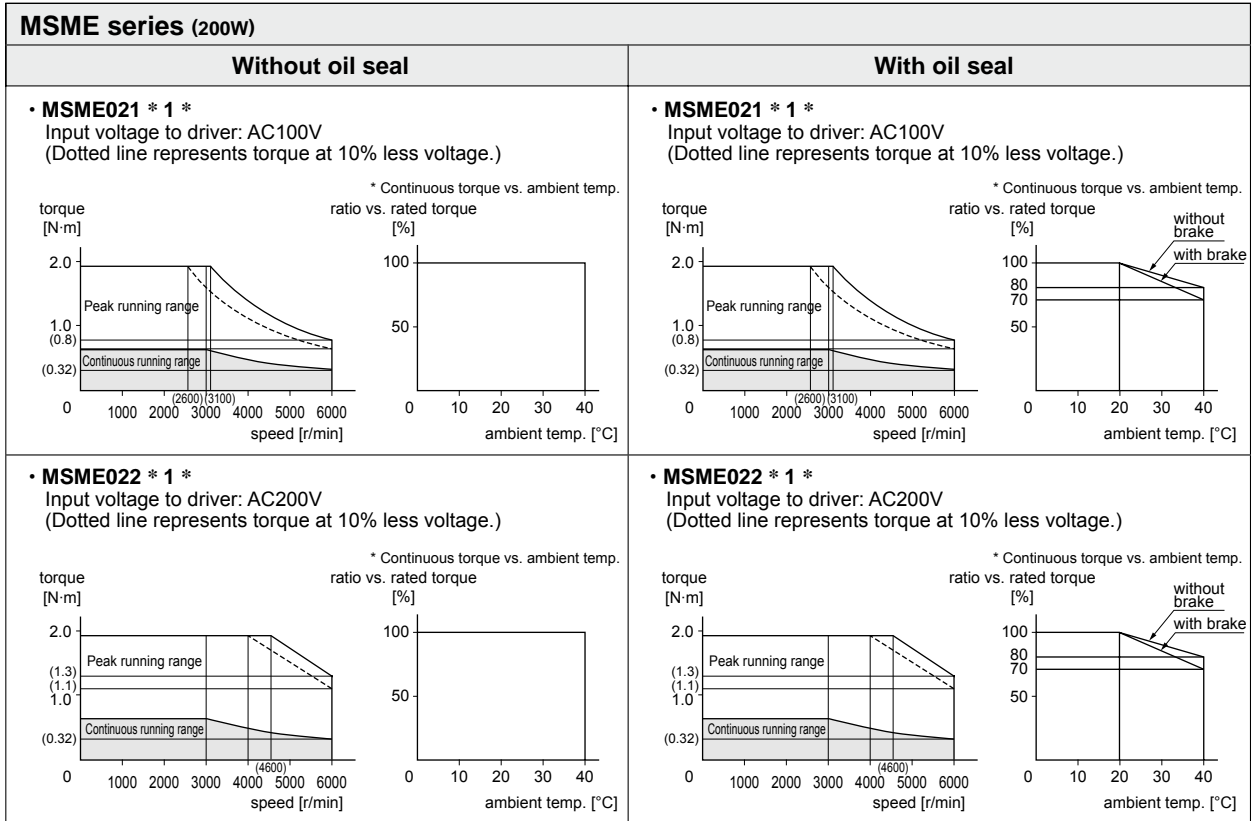 MSME series (200W)
Without oil seal
With oil seal
・MSME021 * 1 *
Input voltage to driver: AC100V
(Dotted line represents torque at 10% less voltage.)
* Continuous torque vs. ambient temp.
torque
[N·m]
ratio vs. rated torque
[%]
2.0
Peak running range
1.0
(0.8)
Continuous running range
(0.32)
(2600)(3100)
0 1000 2000 3000 4000 5000 6000
speed [r/min]
100
50
0 10 20 30 40
ambient temp. [°C]
・MSME021 * 1 *
Input voltage to driver: AC100V
(Dotted line represents torque at 10% less voltage.)
* Continuous torque vs. ambient temp.
torque
[N·m]
ratio vs. rated torque
[%]
without
brake
with brake
2.0
Peak running range
1.0
(0.8)
Continuous running range
(0.32)
(2600)(3100)
0 1000 2000 3000 4000 5000 6000
speed [r/min]
100
80
70
50
0 10 20 30 40
ambient temp. [°C]
・MSME022 * 1 *
Input voltage to driver: AC200V
(Dotted line represents torque at 10% less voltage.)
* Continuous torque vs. ambient temp.
torque
[N·m]
ratio vs. rated torque
[%]
2.0
Peak running range
(1.3)
(1.1)
1.0
Continuous running range
(0.32)
(4600)
0 1000 2000 3000 4000 5000 6000
speed [r/min]
100
50
0 10 20 30 40
ambient temp. [°C]
・MSME022 * 1 *
Input voltage to driver: AC200V
(Dotted line represents torque at 10% less voltage.)
* Continuous torque vs. ambient temp.
torque
[N·m]
ratio vs. rated torque
[%]
without
brake
with brake
2.0
Peak running range
(1.3)
(1.1)
1.0
Continuous running range
(0.32)
(4600)
0 1000 2000 3000 4000 5000 6000
speed [r/min]
100
80
70
50
0 10 20 30 40
ambient temp. [°C]